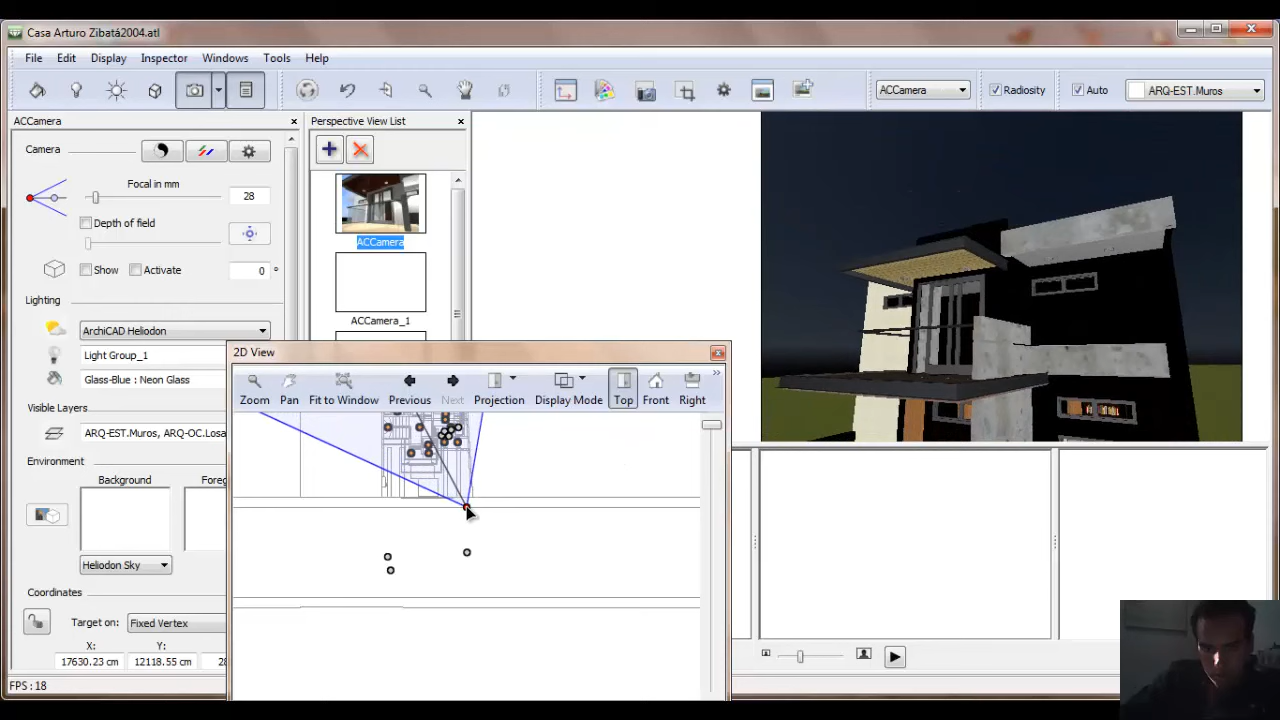 Casa Arturo Zibatá2004.atl
File Edit Display Inspector Windows Tools Help
ACCamera Radiosity Auto ARQ-EST.Muros
ACCamera
Perspective View List
Camera
Focal in mm
28
Depth of field
Show Activate 0 °
ACCamera
ACCamera_1
Lighting
ArchiCAD Heliodon
Light Group_1
Glass-Blue : Neon Glass
Visible Layers
ARQ-EST.Muros, ARQ-OC.Losa
Environment
Background Foreg
Heliodon Sky
Coordinates
Target on: Fixed Vertex
X: Y:
17630.23 cm 12118.55 cm 28
FPS : 18
2D View
Zoom Pan Fit to Window Previous Next Projection Display Mode Top Front Right